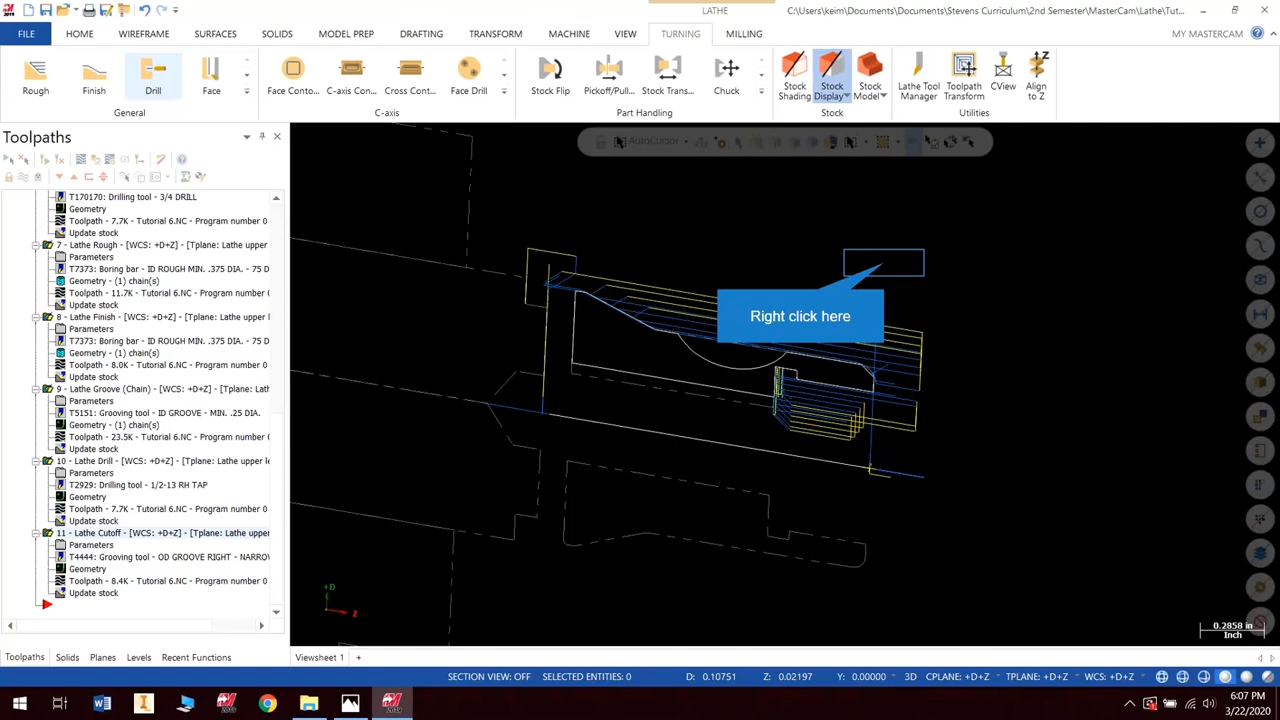 LATHE
C:\Users\keim\Documents\Documents\Stevens Curriculum\2nd Semester\MasterCam\Lathe\Tut...
FILE HOME WIREFRAME SURFACES SOLIDS MODEL PREP DRAFTING TRANSFORM MACHINE VIEW TURNING MILLING MY MASTERCAM
Rough Finish Drill Face Face Conto... C-axis Con... Cross Cont... Face Drill Stock Flip Pickoff/Pull... Stock Trans... Chuck Stock Shading Stock Display Stock Model Lathe Tool Manager Toolpath Transform CView Align to Z
General C-axis Part Handling Stock Utilities
Toolpaths
AutoCursor
T170170: Drilling tool - 3/4 DRILL
Geometry
Toolpath - 7.7K - Tutorial 6.NC - Program number 0
Update stock
7 - Lathe Rough - [WCS: +D+Z] - [Tplane: Lathe upper l
Parameters
T7373: Boring bar - ID ROUGH MIN. .375 DIA. - 75 D
Geometry - (1) chain(s)
Toolpath - 11.7K - Tutorial 6.NC - Program number 0
Update stock
8 - Lathe Finish - [WCS: +D+Z] - [Tplane: Lathe upper l
Parameters
T7373: Boring bar - ID ROUGH MIN. .375 DIA. - 75 D
Geometry - (1) chain(s)
Toolpath - 8.0K - Tutorial 6.NC - Program number 0
Update stock
9 - Lathe Groove (Chain) - [WCS: +D+Z] - [Tplane: Lath
Parameters
T5151: Grooving tool - ID GROOVE - MIN. .25 DIA.
Geometry - (1) chain(s)
Toolpath - 23.5K - Tutorial 6.NC - Program number 0
Update stock
10 - Lathe Drill - [WCS: +D+Z] - [Tplane: Lathe upper le
Parameters
T2929: Drilling tool - 1/2-13 RH TAP
Geometry
Toolpath - 7.7K - Tutorial 6.NC - Program number 0
Update stock
11 - Lathe Cutoff - [WCS: +D+Z] - [Tplane: Lathe upper
Parameters
T4444: Grooving tool - OD GROOVE RIGHT - NARROW
Geometry
Toolpath - 8.4K - Tutorial 6.NC - Program number 0
Update stock
Right click here
+D
Z
0.2858 in
Inch
Toolpaths Solids Planes Levels Recent Functions Viewsheet 1 +
SECTION VIEW: OFF SELECTED ENTITIES: 0 D: 0.10751 Z: 0.02197 Y: 0.00000 3D CPLANE: +D+Z TPLANE: +D+Z WCS: +D+Z
6:07 PM
3/22/2020